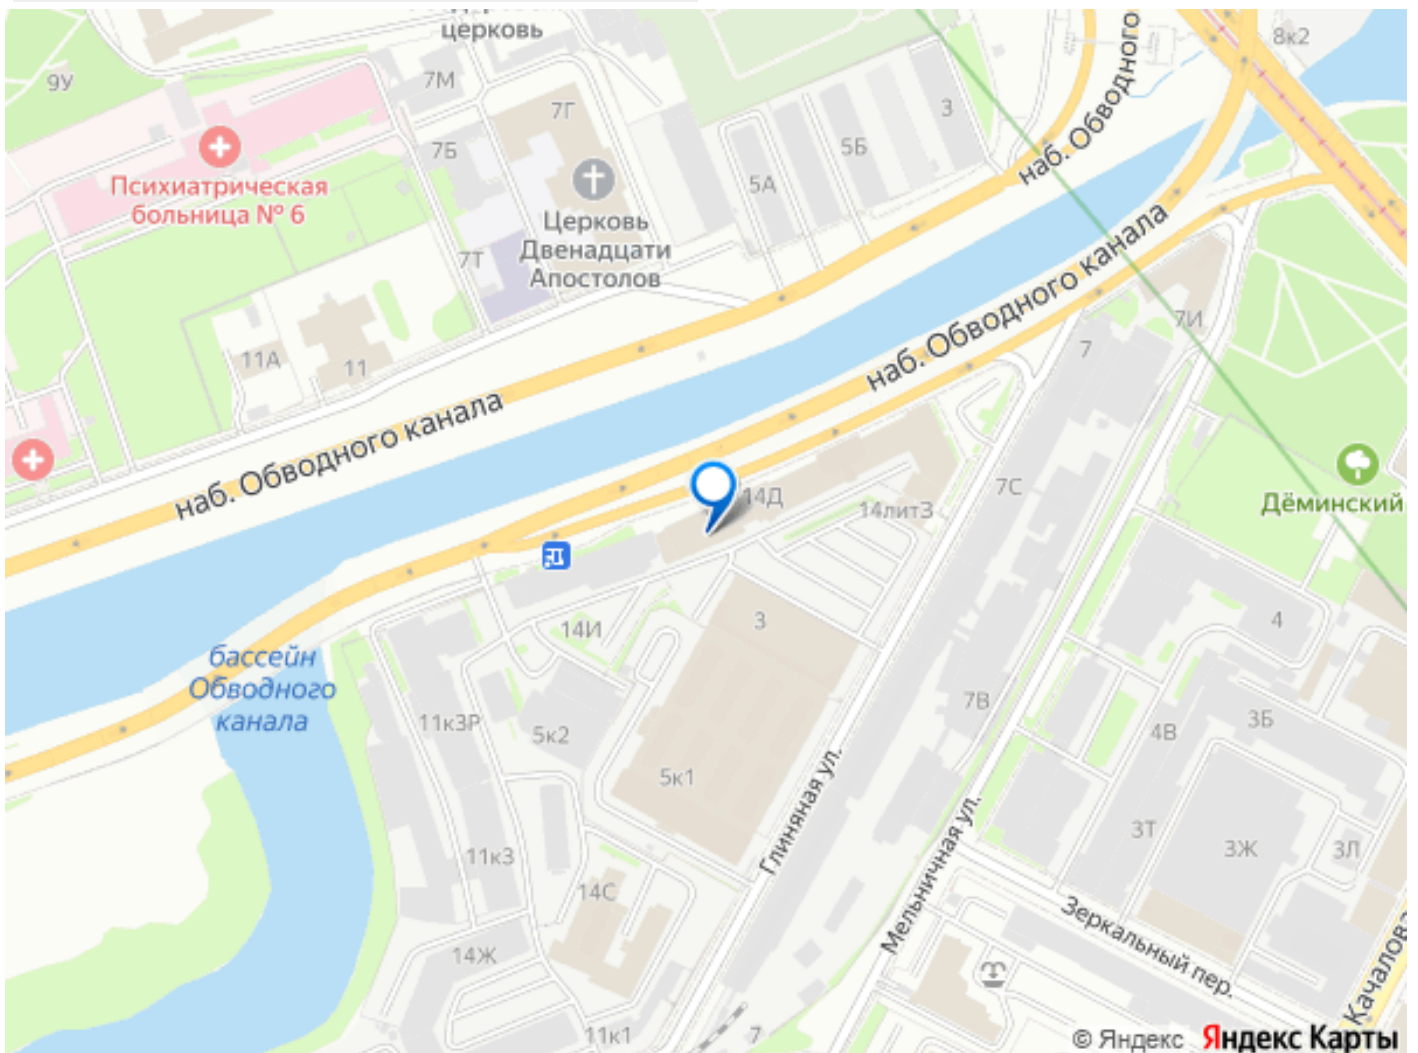 церковь
8к2
9У
7М
7Г
3
наб. Обводного
7Б
5Б
5А
Психиатрическая
больница № 6
Церковь
Двенадцати
Апостолов
7Т
наб. Обводного
наб. Обводного канала
7И
7
11А
11
наб. Обводного канала
14Д
14литЗ
7С
Дёминский
14И
3
4
бассейн
Обводного
канала
11к3Р
5к2
7В
4В
3Б
5к1
Глиняная ул.
11к3
14С
Мельничная ул.
3Т
3Ж
3Л
Зеркальный пер.
Качалова
14Ж
11к1
7
© Яндекс Яндекс Карты